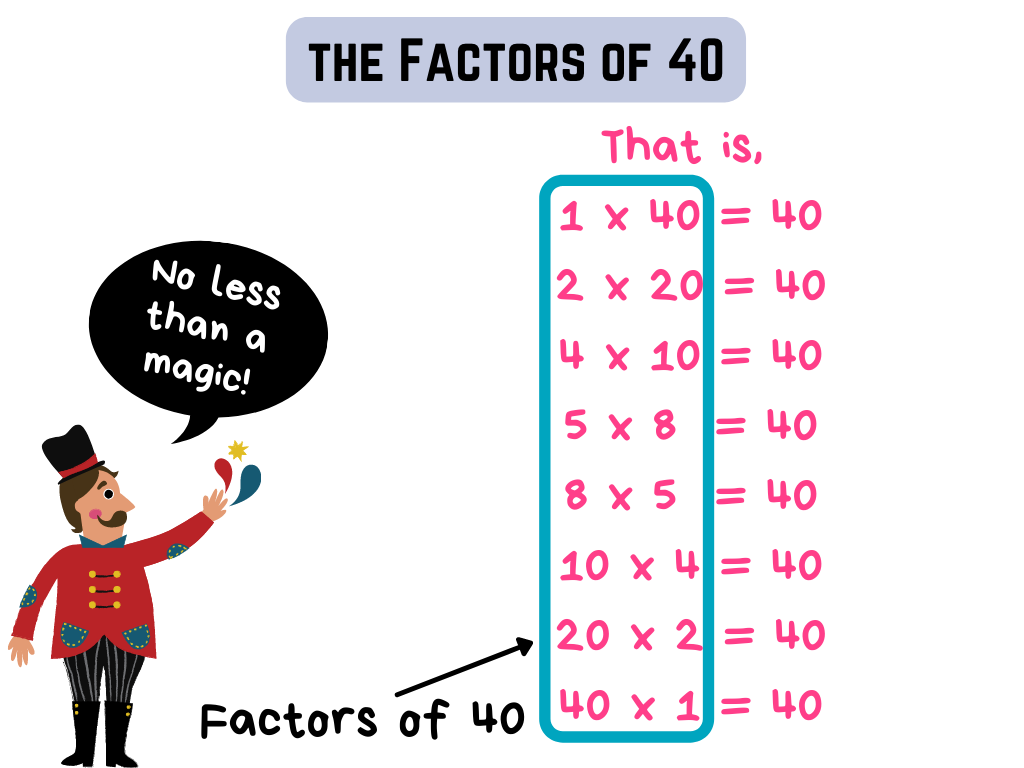 THE FACTORS OF 40
That is,
1 x 40 = 40
2 x 20 = 40
4 x 10 = 40
5 x 8 = 40
8 x 5 = 40
10 x 4 = 40
20 x 2 = 40
40 x 1 = 40
No less
than a
magic!
Factors of 40